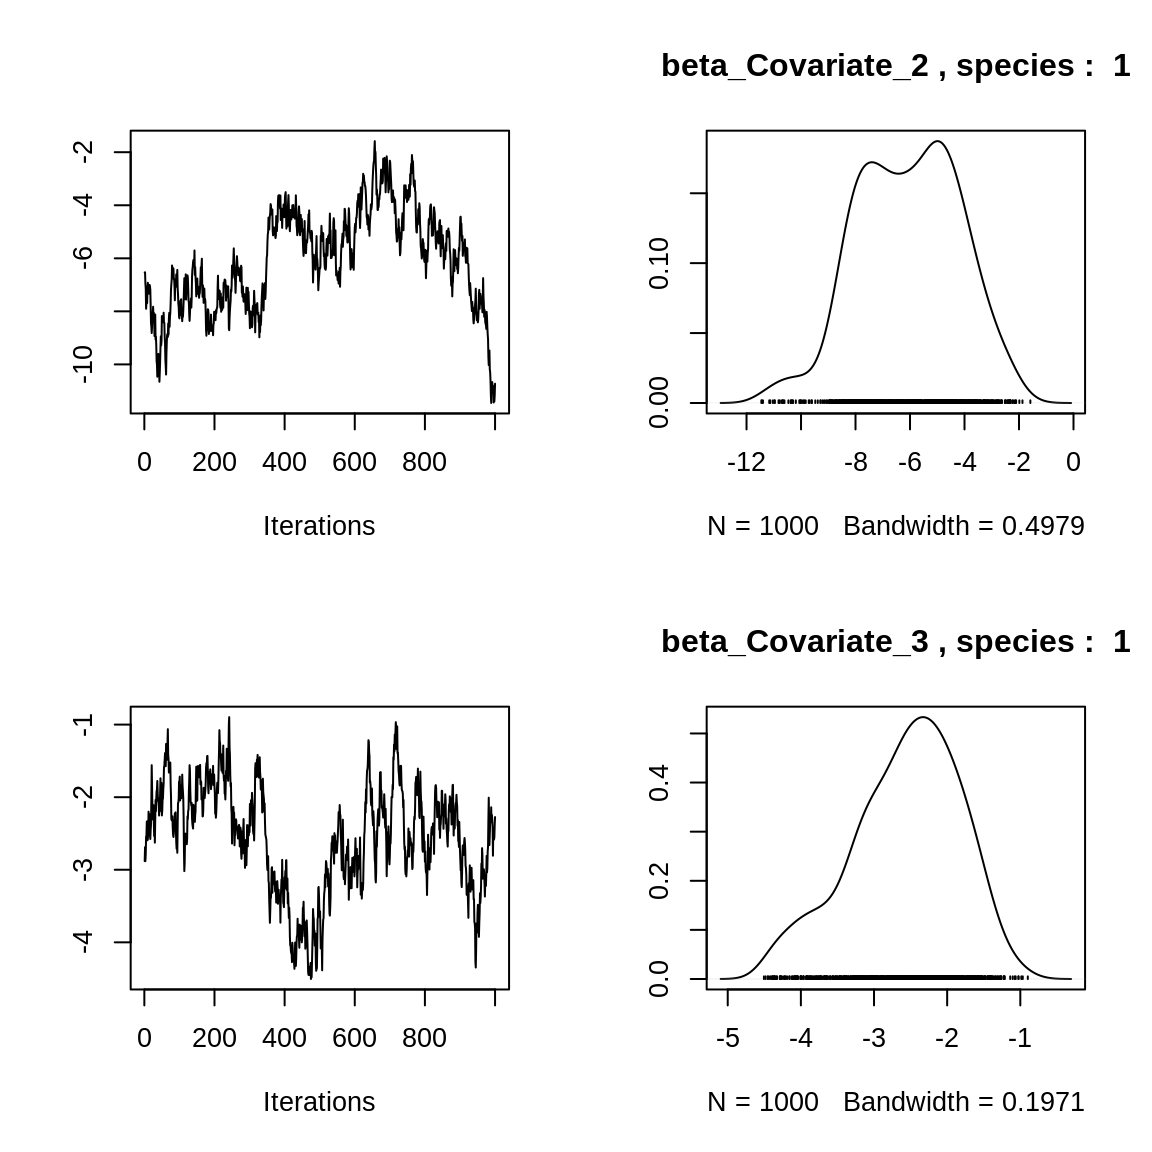 beta_Covariate_2 , species :  1
-2
-4
-6
-10
0 200 400 600 800
Iterations
0.10
0.00
-12 -8 -6 -4 -2 0
N = 1000   Bandwidth = 0.4979
beta_Covariate_3 , species :  1
-1
-2
-3
-4
0 200 400 600 800
Iterations
0.4
0.2
0.0
-5 -4 -3 -2 -1
N = 1000   Bandwidth = 0.1971